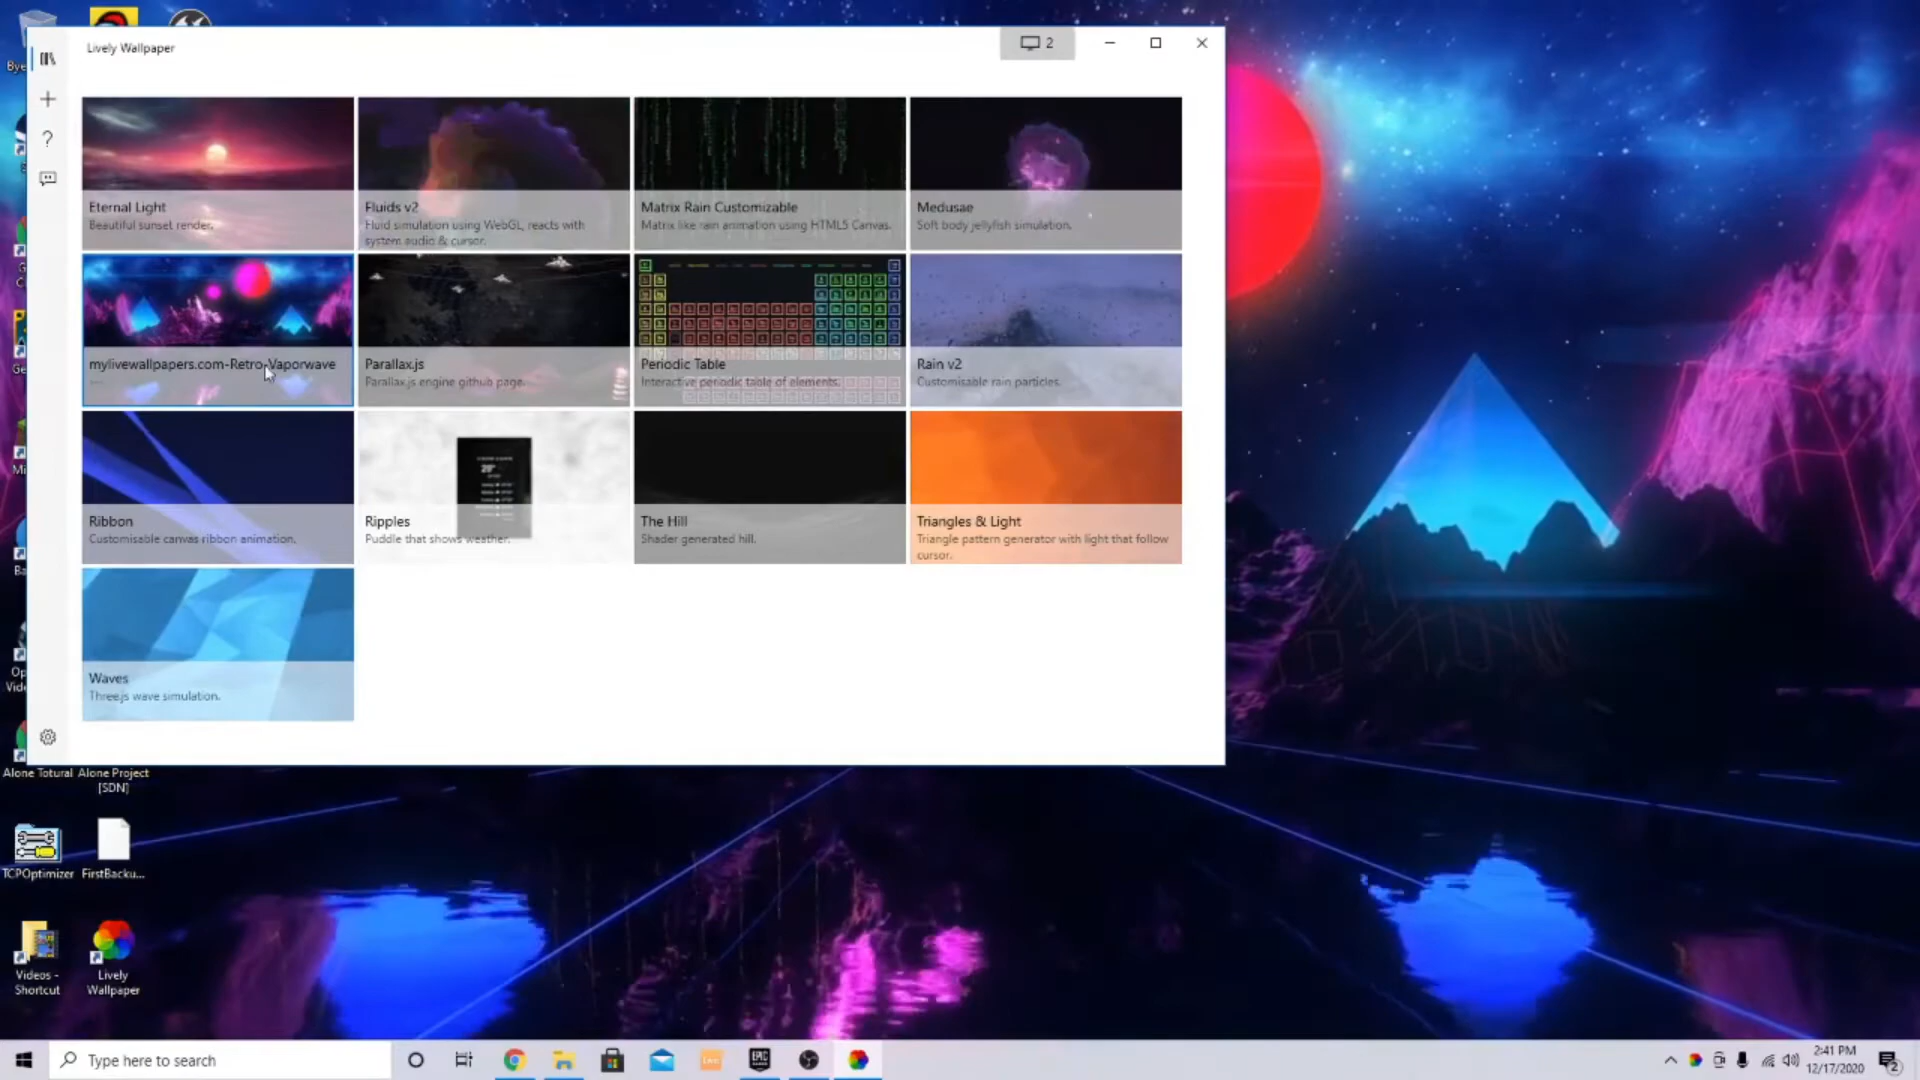 Lively Wallpaper
2
Eternal Light
Beautiful sunset render.
Fluids v2
Fluid simulation using WebGL, reacts with
system audio & cursor.
Matrix Rain Customizable
Matrix like rain animation using HTML5 Canvas.
Medusae
Soft body jellyfish simulation.
mylivewallpapers.com-Retro-Vaporwave
...
Parallax.js
Parallax.js engine github page.
Periodic Table
Interactive periodic table of elements.
Rain v2
Customisable rain particles.
Ribbon
Customisable canvas ribbon animation.
Ripples
Puddle that shows weather.
The Hill
Shader generated hill.
Triangles & Light
Triangle pattern generator with light that follow
cursor.
Waves
Three.js wave simulation.
Bye
Alone Totural
Alone Project
[SDN]
TCPOptimizer
FirstBacku...
Videos -
Shortcut
Lively
Wallpaper
Type here to search
EPIC
2:41 PM
12/17/2020
2